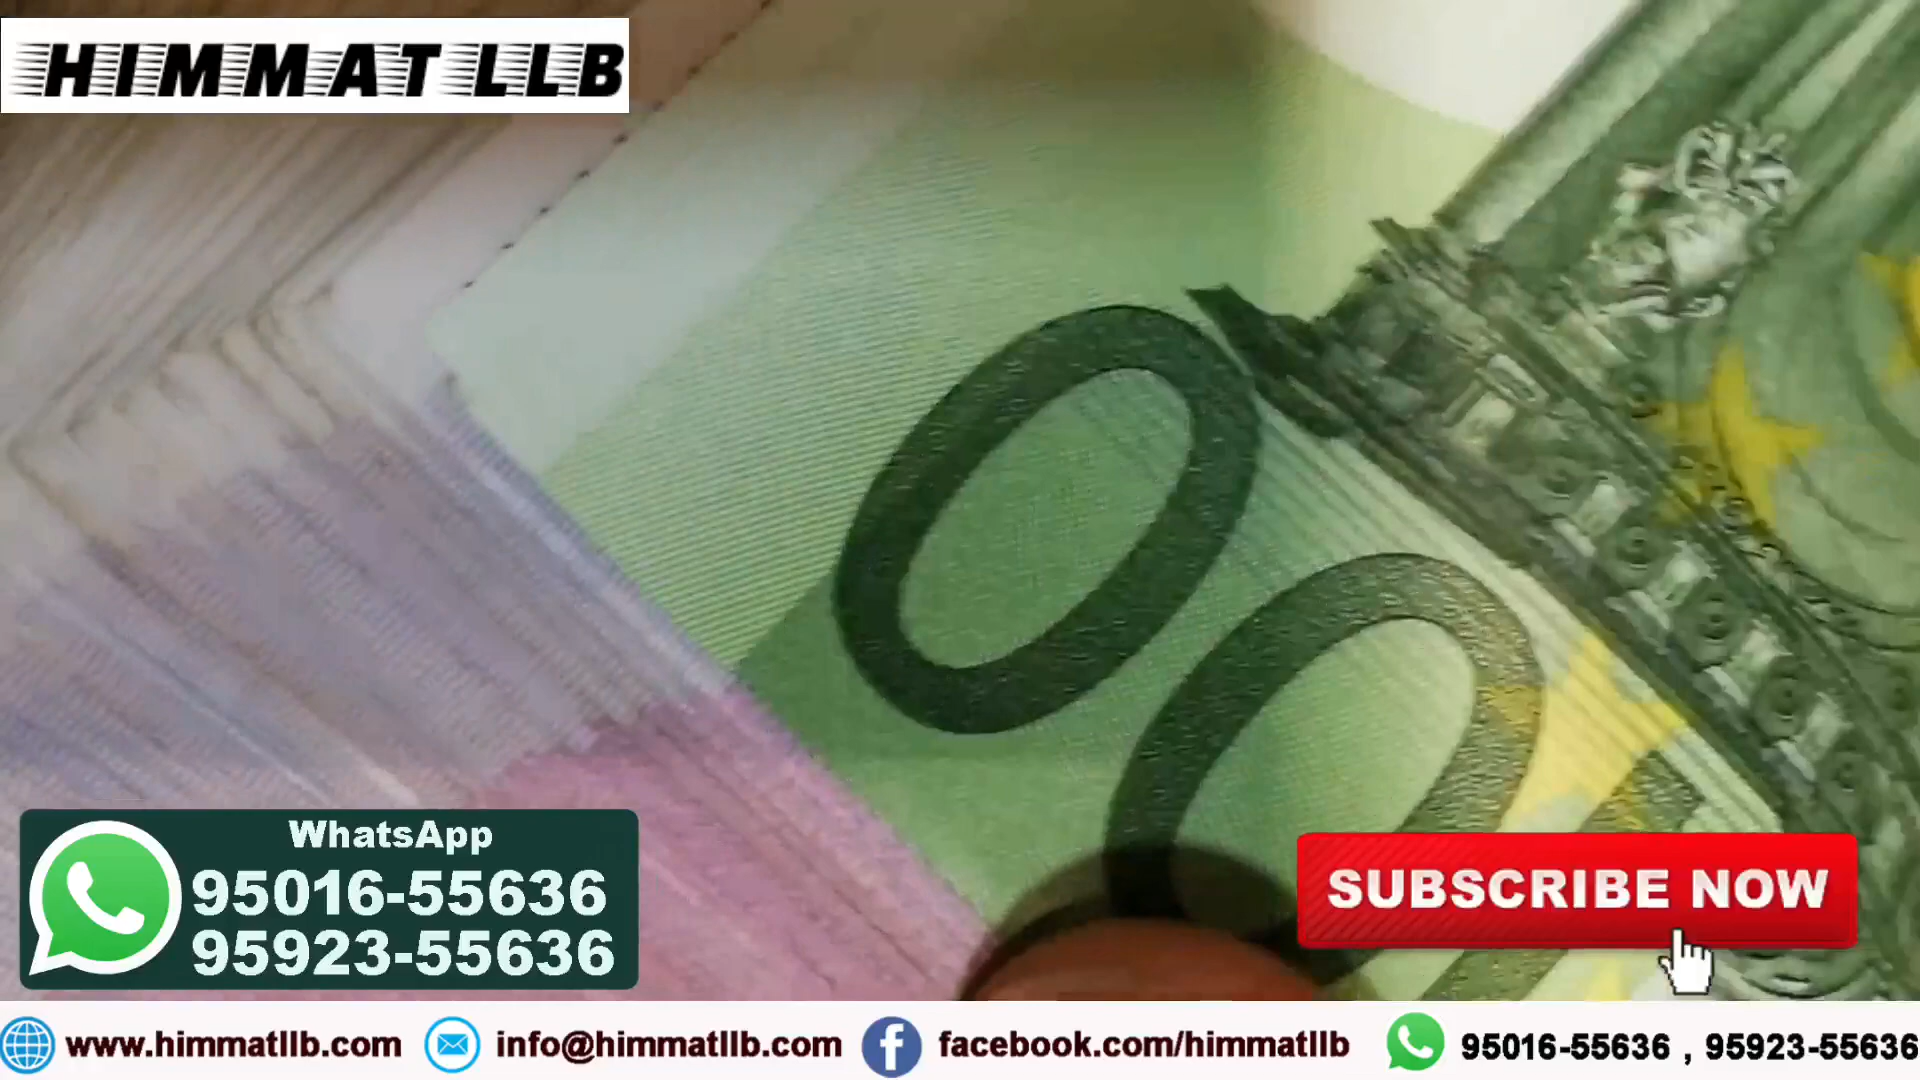 HIMMAT LLB
00
WhatsApp
95016-55636
95923-55636
SUBSCRIBE NOW
www.himmatllb.com
info@himmatllb.com
facebook.com/himmatllb
95016-55636 , 95923-55636